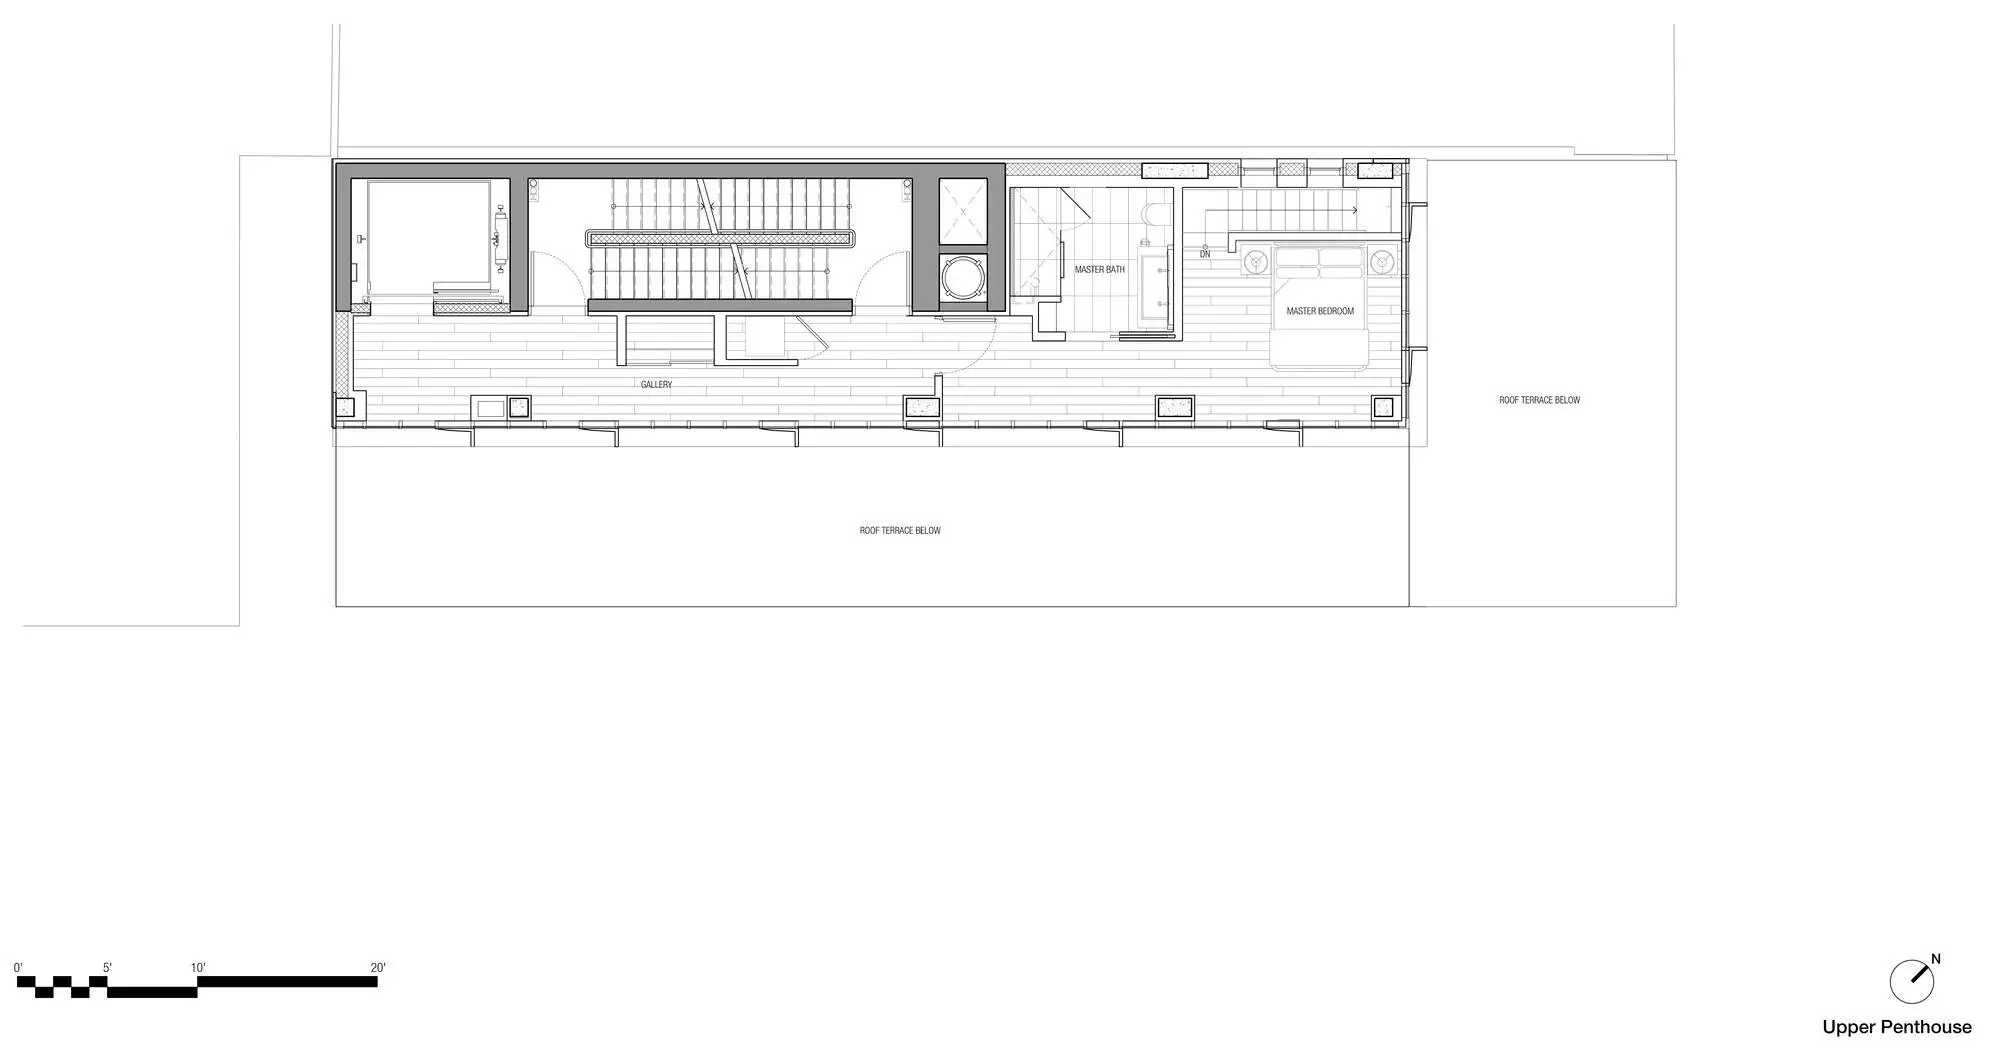 MASTER BATH
DN
MASTER BEDROOM
GALLERY
ROOF TERRACE BELOW
ROOF TERRACE BELOW
0' 5' 10' 20'
N
Upper Penthouse